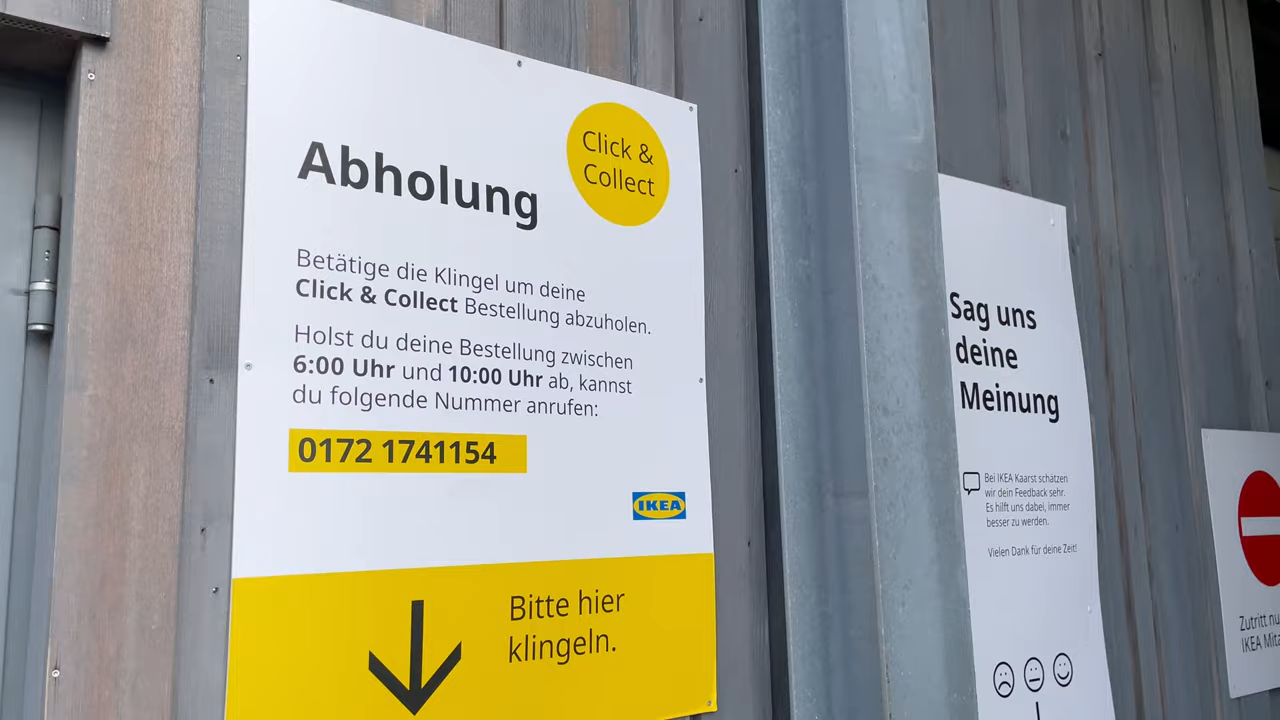 Abholung
Click &
Collect
Betätige die Klingel um deine
Click & Collect Bestellung abzuholen.
Holst du deine Bestellung zwischen
6:00 Uhr und 10:00 Uhr ab, kannst
du folgende Nummer anrufen:
0172 1741154
IKEA
Bitte hier
klingeln.
Sag uns
deine
Meinung
Bei IKEA Kaarst schätzen
wir dein Feedback sehr.
Es hilft uns dabei, immer
besser zu werden.
Vielen Dank für deine Zeit!
Zutritt
IKEA